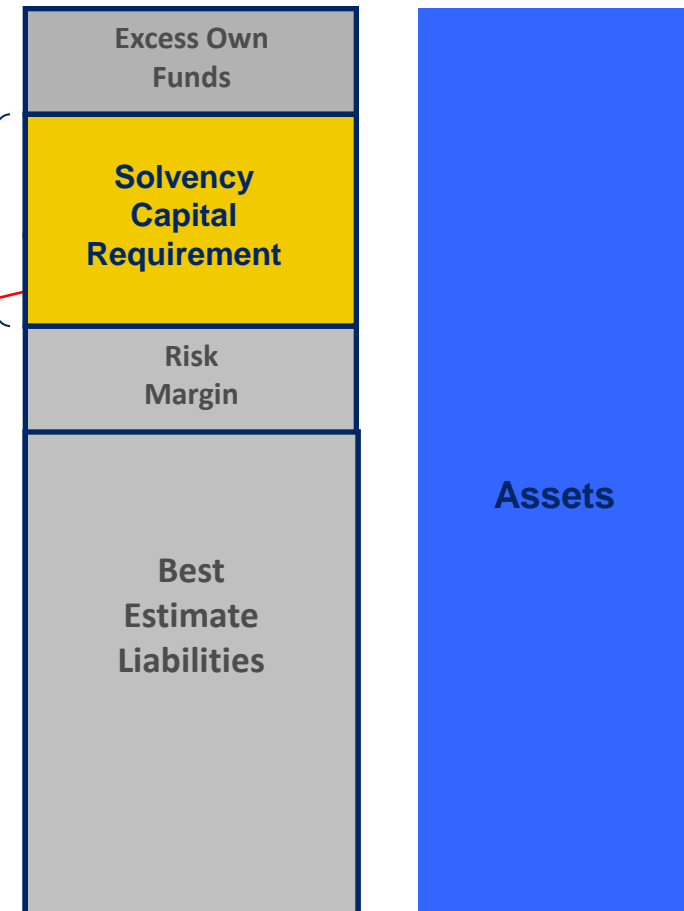 Excess Own
Funds
Solvency
Capital
Requirement
Risk
Margin
Best
Estimate
Liabilities
Assets